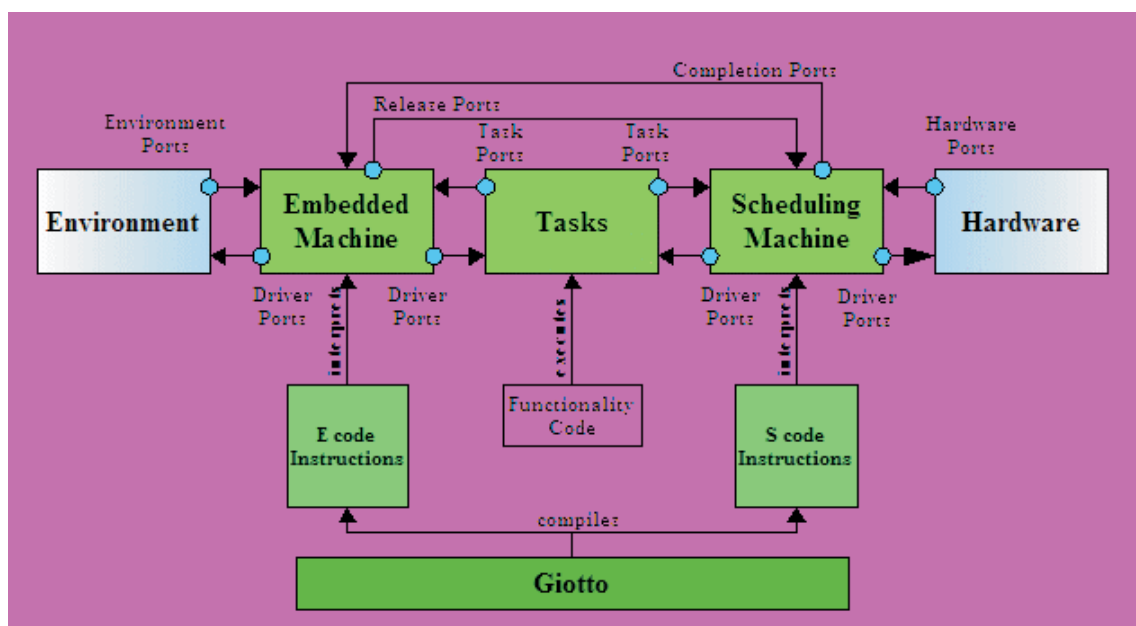 Completion Ports
Release Ports
Environment
Ports
Task
Ports
Task
Ports
Hardware
Ports
Environment
Embedded
Machine
Tasks
Scheduling
Machine
Hardware
Driver
Ports
Driver
Ports
Driver
Ports
Driver
Ports
interprets
executes
interprets
E code
Instructions
Functionality
Code
S code
Instructions
compiles
Giotto